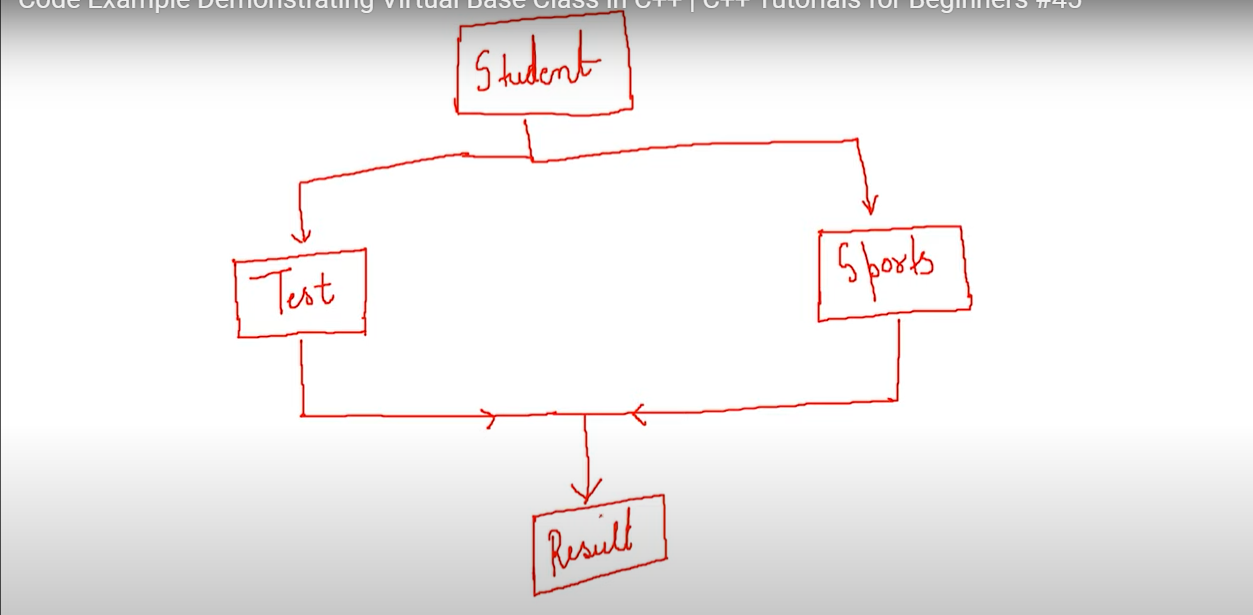 Code Example Demonstrating Virtual Base Class in C++ | C++ Tutorials for Beginners #45
Student
Test
Sports
Result